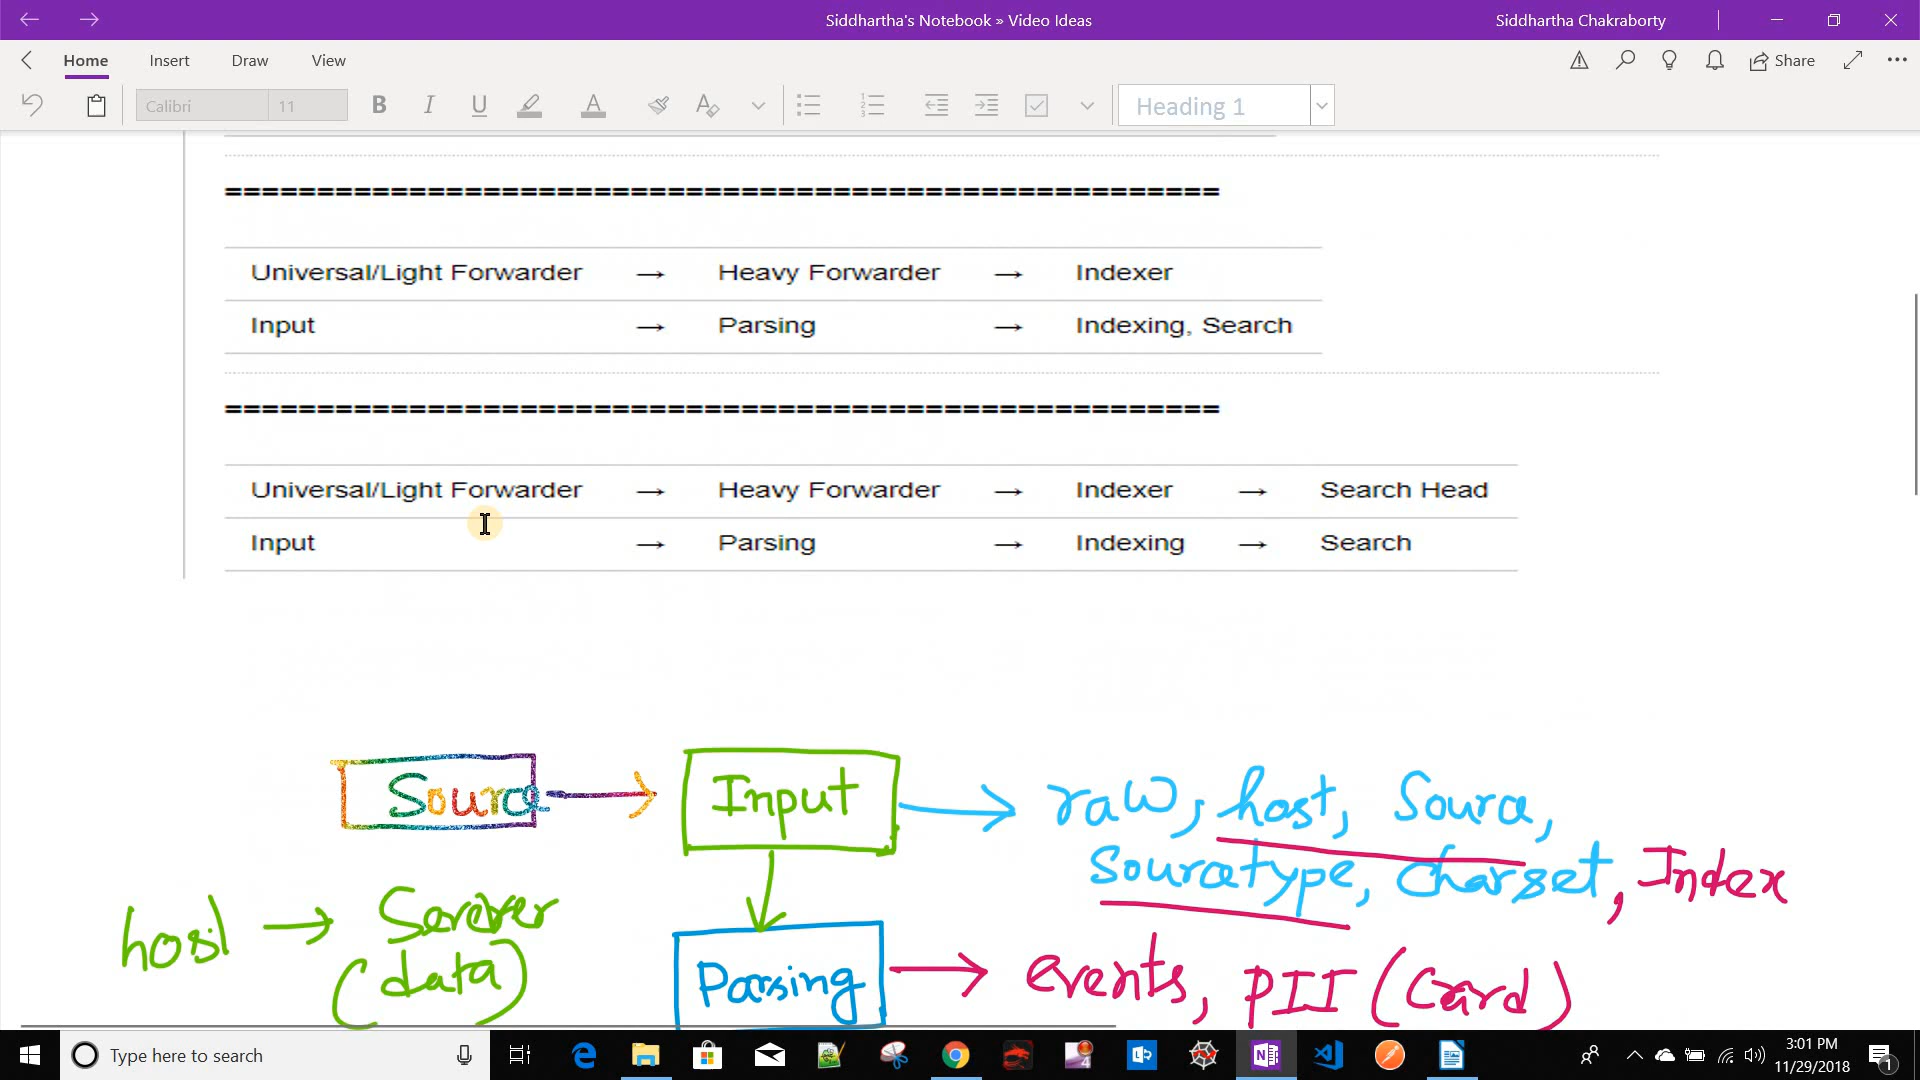 Siddhartha's Notebook » Video Ideas
Siddhartha Chakraborty
Home Insert Draw View
Share
Calibri 11
B I U A A
Heading 1
======================================================
Universal/Light Forwarder → Heavy Forwarder → Indexer
Input → Parsing → Indexing, Search
======================================================
Universal/Light Forwarder → Heavy Forwarder → Indexer → Search Head
Input → Parsing → Indexing → Search
Source → Input → raw, host, Source,
Sourcetype, Charset, Index
host → Server
(data)
Parsing → events, PII (Card)
Type here to search
3:01 PM
11/29/2018
1